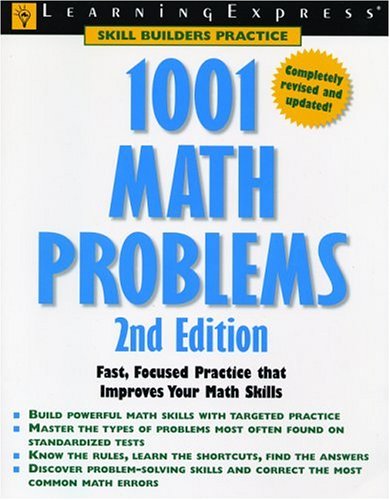 LEARNINGEXPRESS®
SKILL BUILDERS PRACTICE
Completely
revised and
updated!
1001
MATH
PROBLEMS
2nd Edition
Fast, Focused Practice that
Improves Your Math Skills
BUILD POWERFUL MATH SKILLS WITH TARGETED PRACTICE
MASTER THE TYPES OF PROBLEMS MOST OFTEN FOUND ON
STANDARDIZED TESTS
KNOW THE RULES, LEARN THE SHORTCUTS, FIND THE ANSWERS
DISCOVER PROBLEM-SOLVING SKILLS AND CORRECT THE MOST
COMMON MATH ERRORS